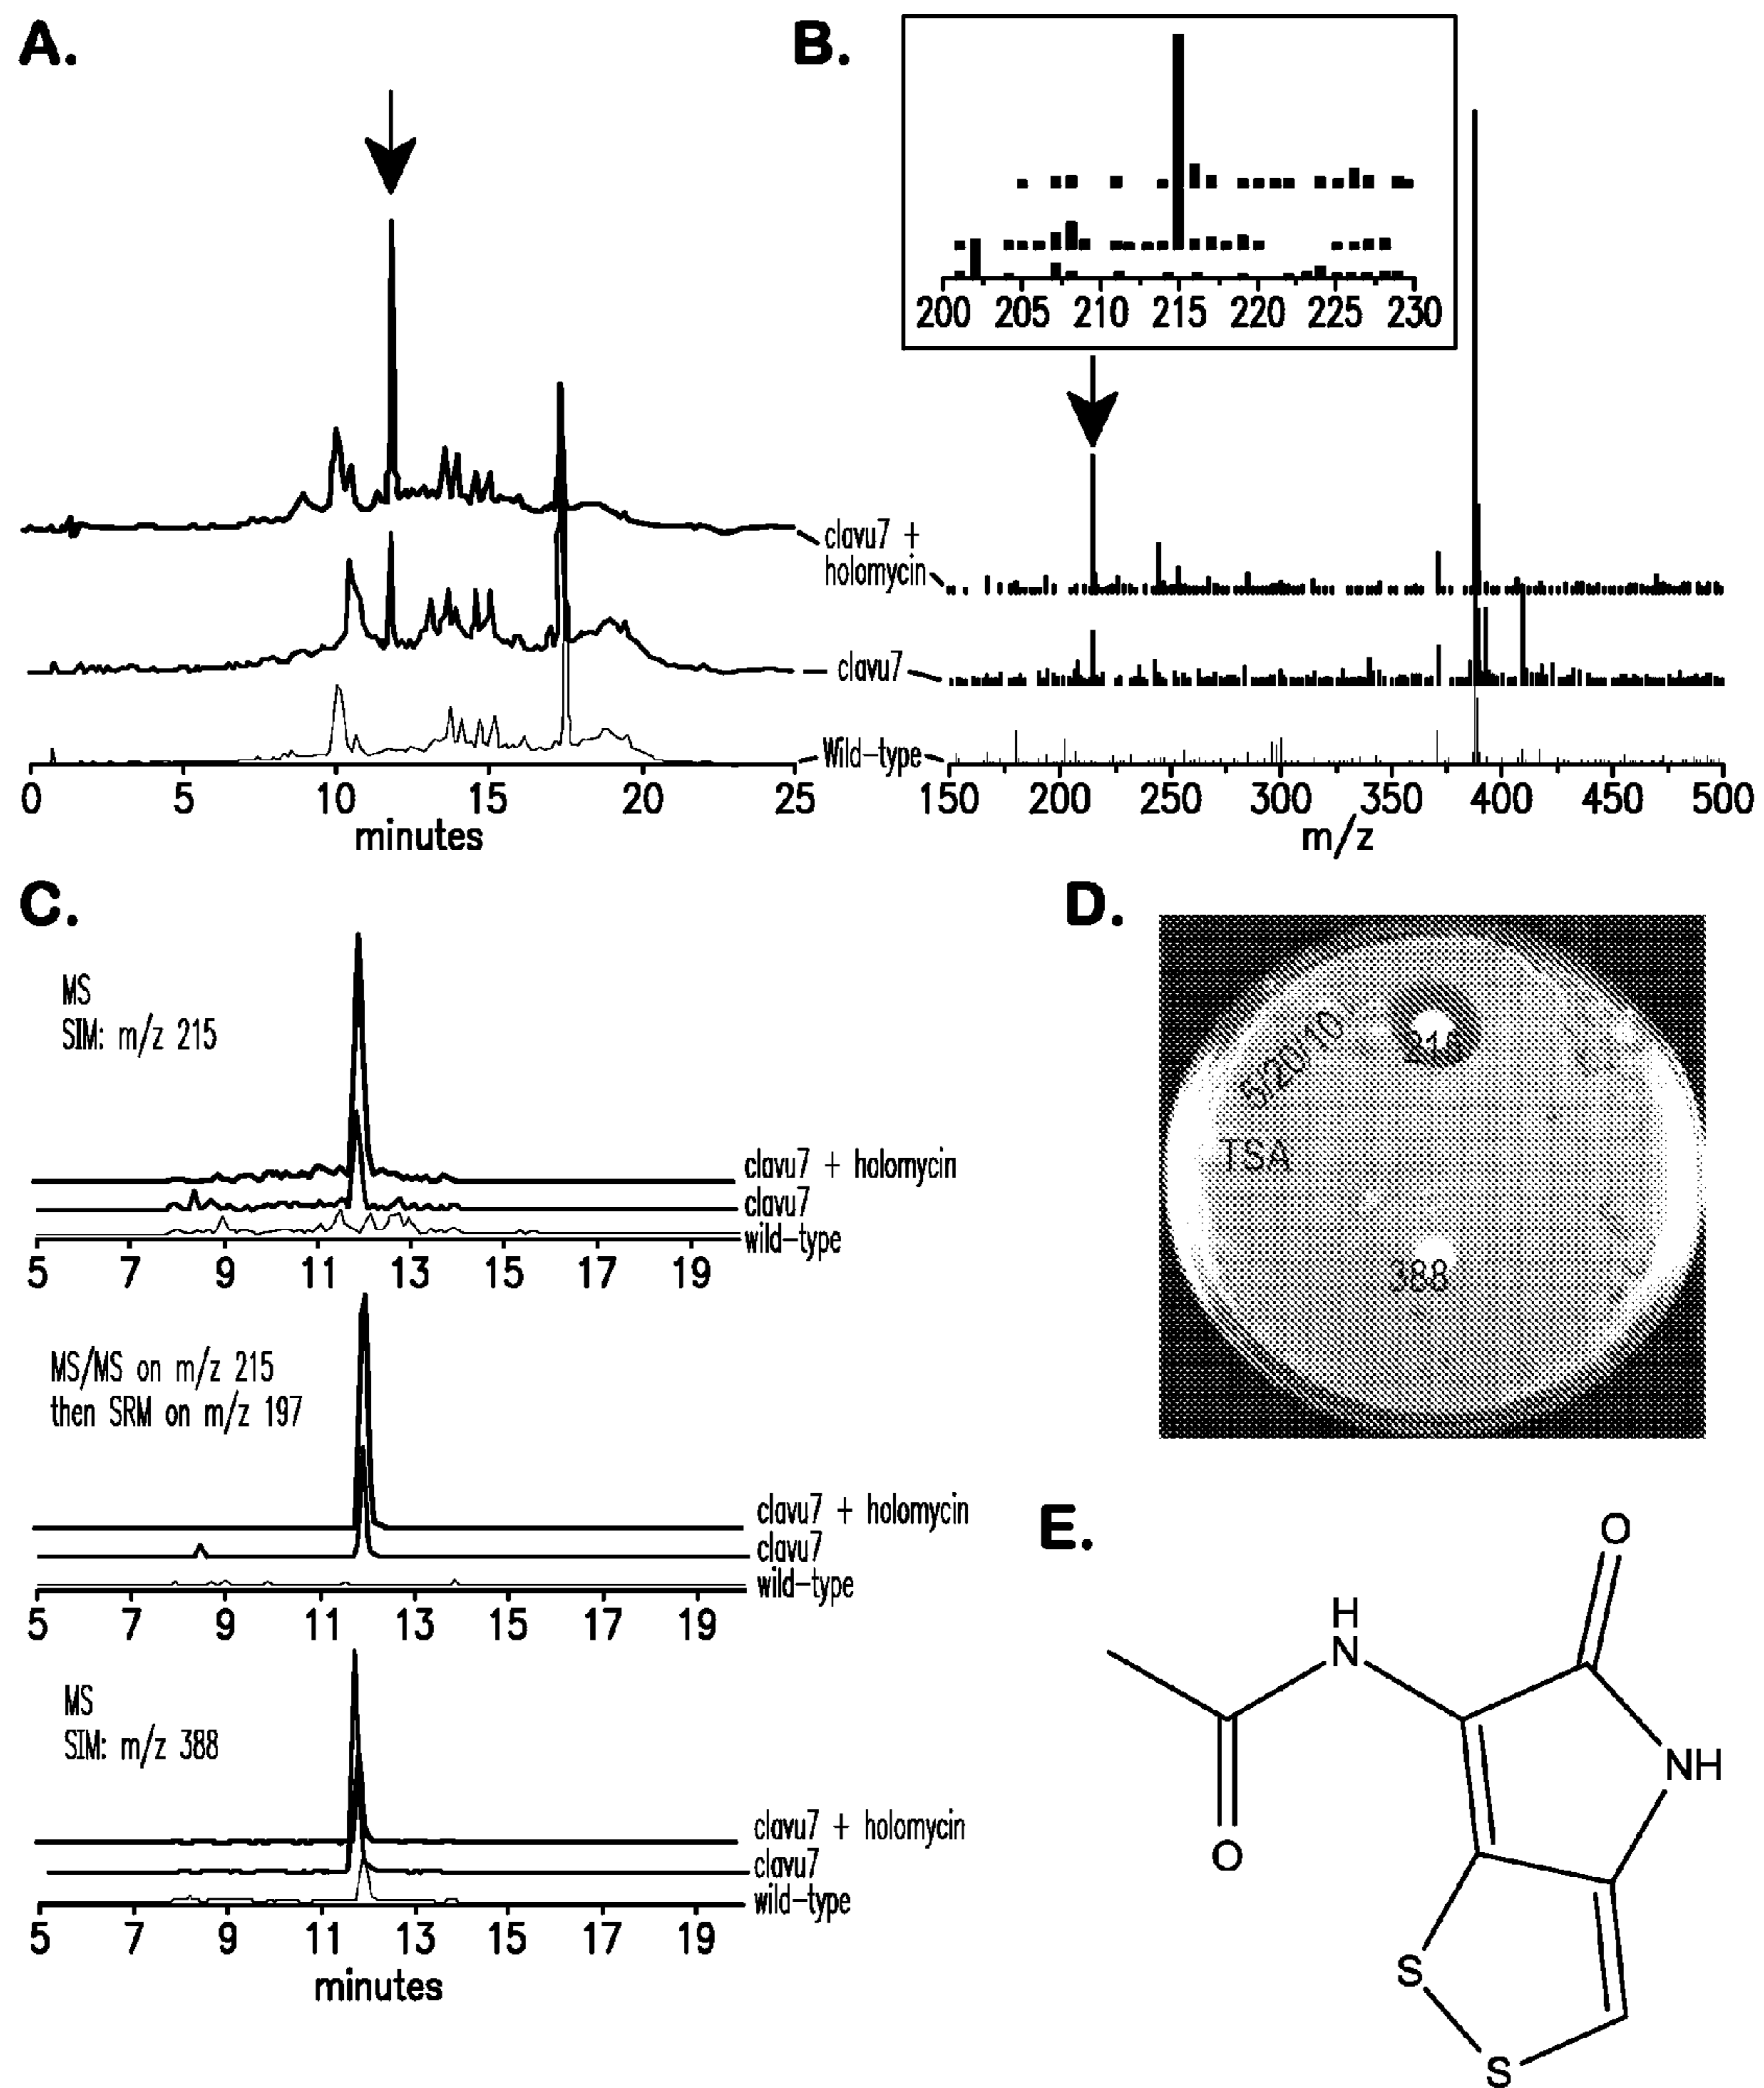 A.
B.
200 205 210 215 220 225 230
clavu7 +
holomycin
clavu7
Wild-type
0 5 10 15 20 25
minutes
150 200 250 300 350 400 450 500
m/z
C.
MS
SIM: m/z 215
clavu7 + holomycin
clavu7
wild-type
5 7 9 11 13 15 17 19
MS/MS on m/z 215
then SRM on m/z 197
clavu7 + holomycin
clavu7
wild-type
5 7 9 11 13 15 17 19
MS
SIM: m/z 388
clavu7 + holomycin
clavu7
wild-type
5 7 9 11 13 15 17 19
minutes
D.
5/20/10
TSA
388
E.
O
H
N
NH
O
S
S